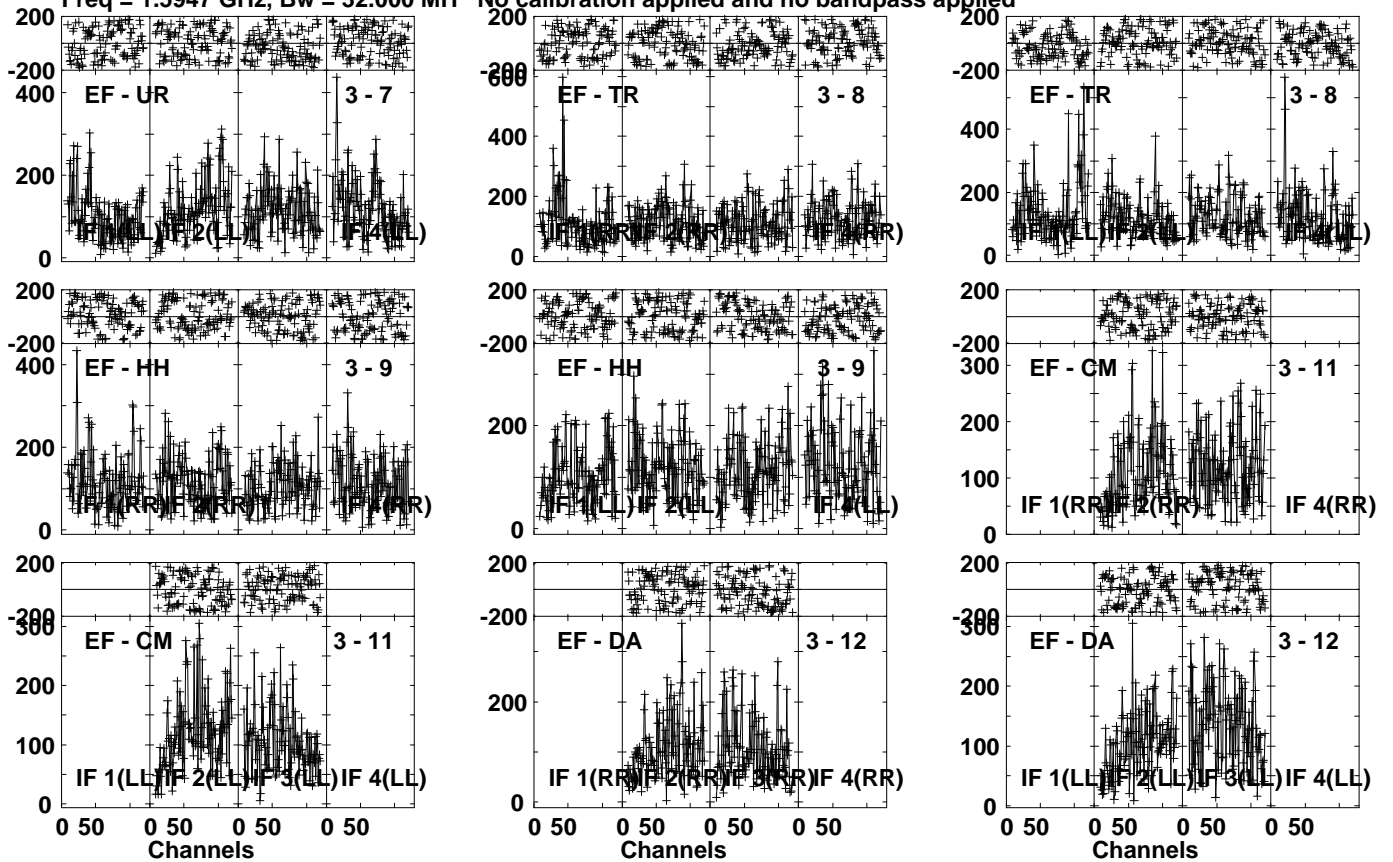 Freq = 1.5947 GHz, Bw = 32.000 MH No calibration applied and no bandpass applied
200
-200
400
200
0
EF - UR 3 - 7
IF 1(LL) IF 2(LL) IF 4(LL)
200
-200
600
400
200
0
EF - TR 3 - 8
IF 1(RR) IF 2(RR) IF 4(RR)
200
-200
400
200
0
EF - TR 3 - 8
IF 1(LL) IF 2(LL) IF 4(LL)
200
-200
400
200
0
EF - HH 3 - 9
IF 1(RR) IF 2(RR) IF 4(RR)
200
-200
200
0
EF - HH 3 - 9
IF 1(LL) IF 2(LL) IF 4(LL)
200
-200
300
200
100
0
EF - CM 3 - 11
IF 1(RR) IF 2(RR) IF 4(RR)
200
-200
300
200
100
0
EF - CM 3 - 11
IF 1(LL) IF 2(LL) IF 3(LL) IF 4(LL)
0 50 0 50 0 50 0 50
Channels
200
-200
200
0
EF - DA 3 - 12
IF 1(RR) IF 2(RR) IF 3(RR) IF 4(RR)
0 50 0 50 0 50 0 50
Channels
200
-200
300
200
100
0
EF - DA 3 - 12
IF 1(LL) IF 2(LL) IF 3(LL) IF 4(LL)
0 50 0 50 0 50 0 50
Channels